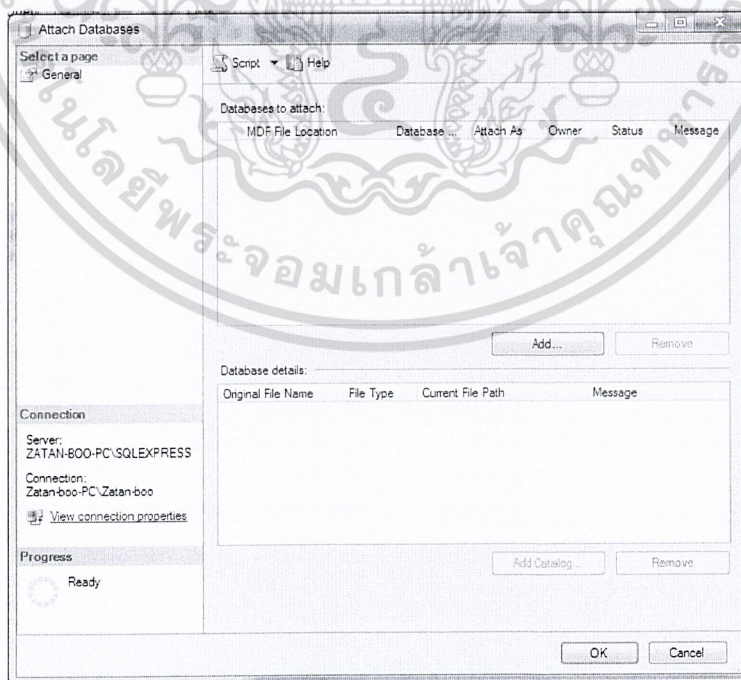 Attach Databases
Select a page
General
Script Help
Databases to attach:
MDF File Location Database ... Attach As Owner Status Message
Add... Remove
Database details:
Original File Name File Type Current File Path Message
Connection
Server:
ZATAN-BOO-PC\SQLEXPRESS
Connection:
Zatan-boo-PC\Zatan-boo
View connection properties
Progress
Ready
Add Catalog... Remove
OK Cancel